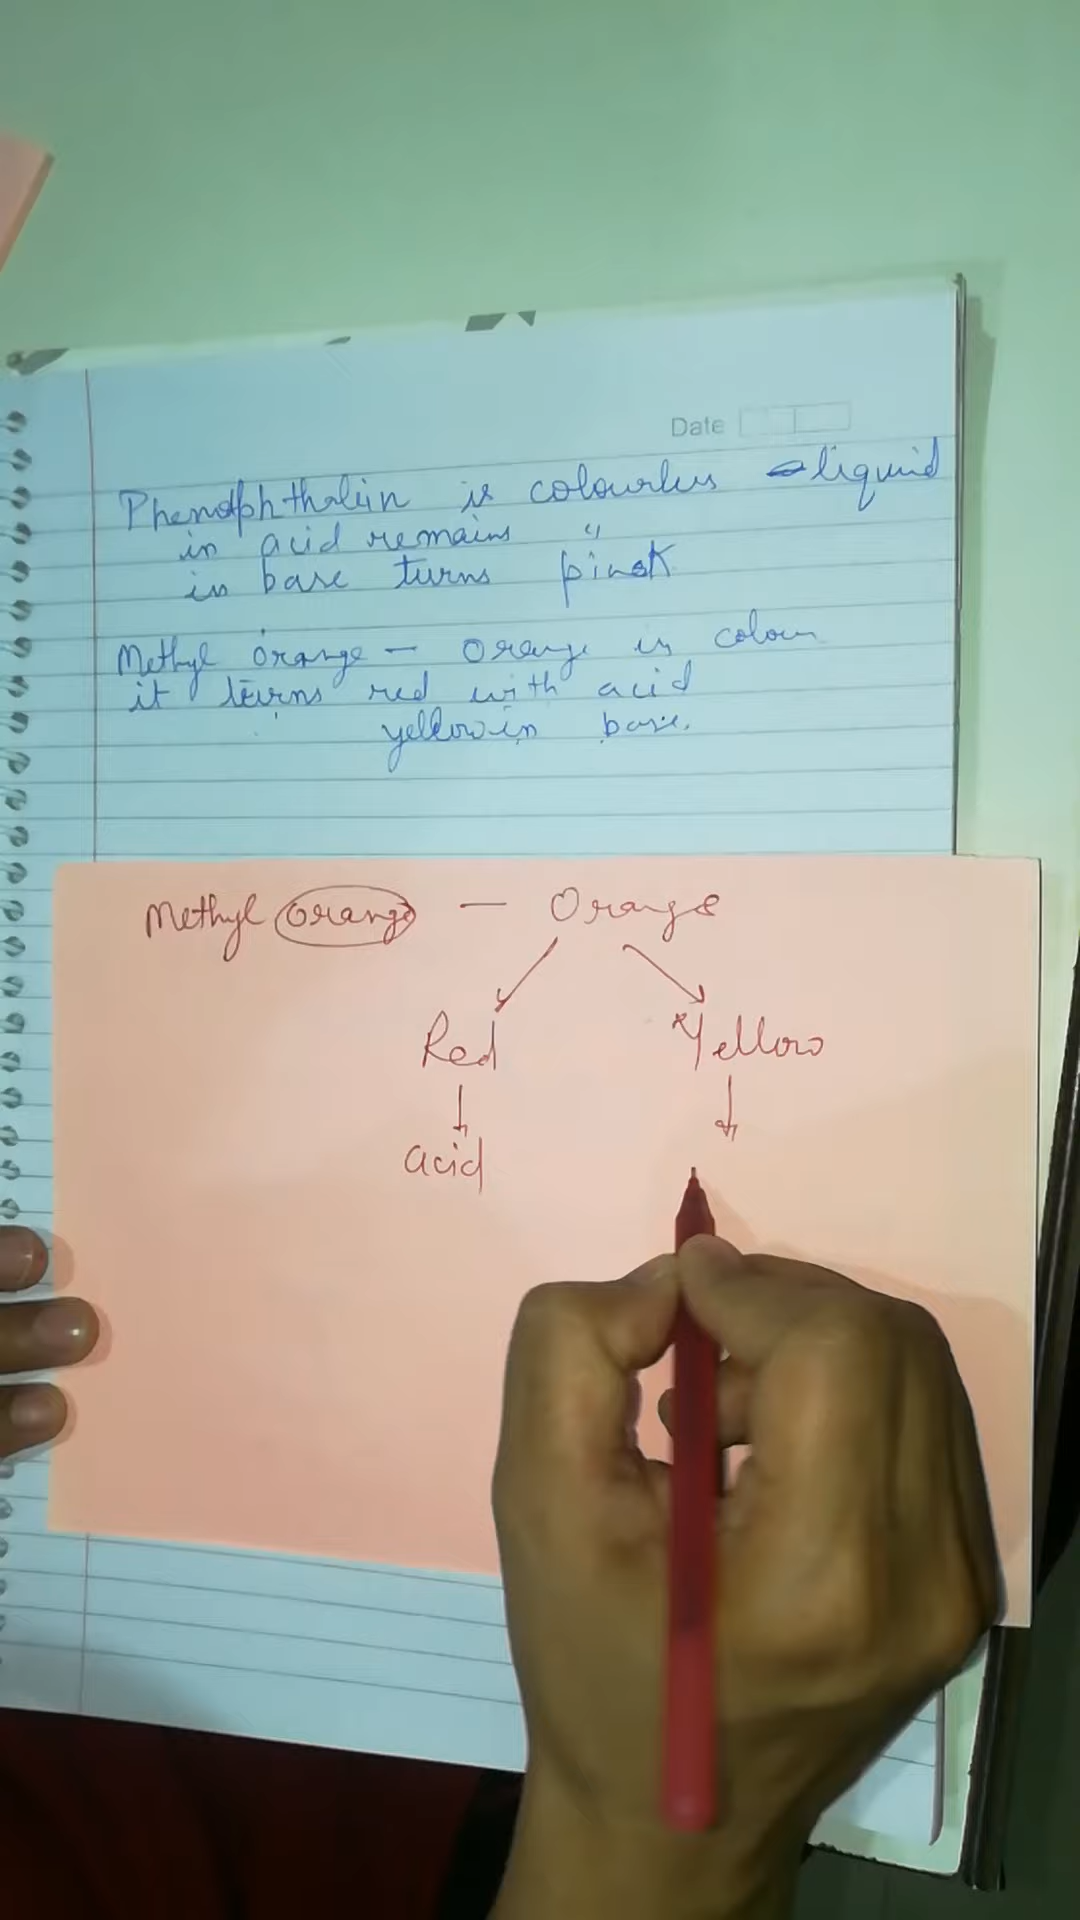 Date
Phenolphthalein is colourless liquid
in acid remains "
in base turns pink
Methyl orange - orange in colour
it turns red with acid
yellow in base.
Methyl orange - Orange
Red Yellow
acid